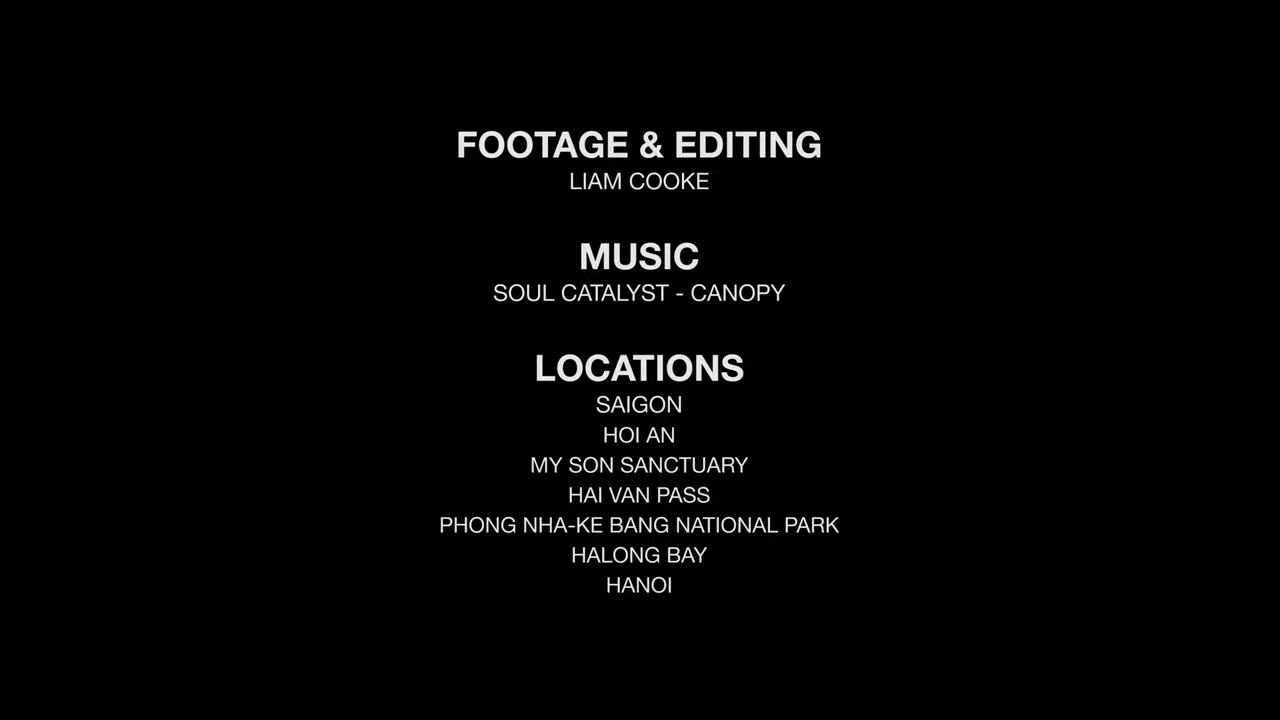 FOOTAGE & EDITING
LIAM COOKE
MUSIC
SOUL CATALYST - CANOPY
LOCATIONS
SAIGON
HOI AN
MY SON SANCTUARY
HAI VAN PASS
PHONG NHA-KE BANG NATIONAL PARK
HALONG BAY
HANOI